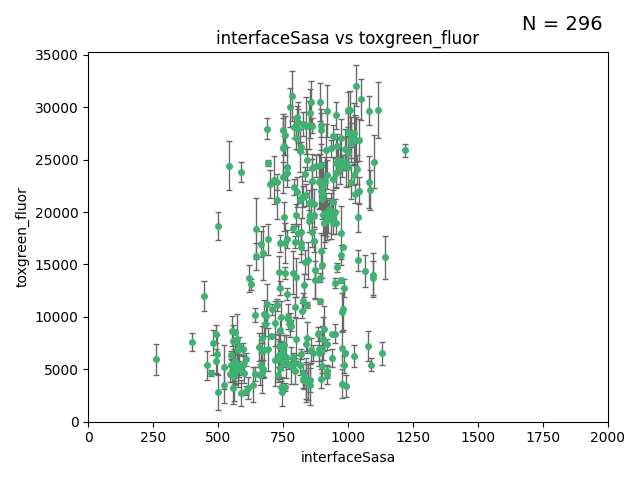 N = 296
interfaceSasa vs toxgreen_fluor
35000
30000
25000
20000
15000
10000
5000
0
toxgreen_fluor
0 250 500 750 1000 1250 1500 1750 2000
interfaceSasa